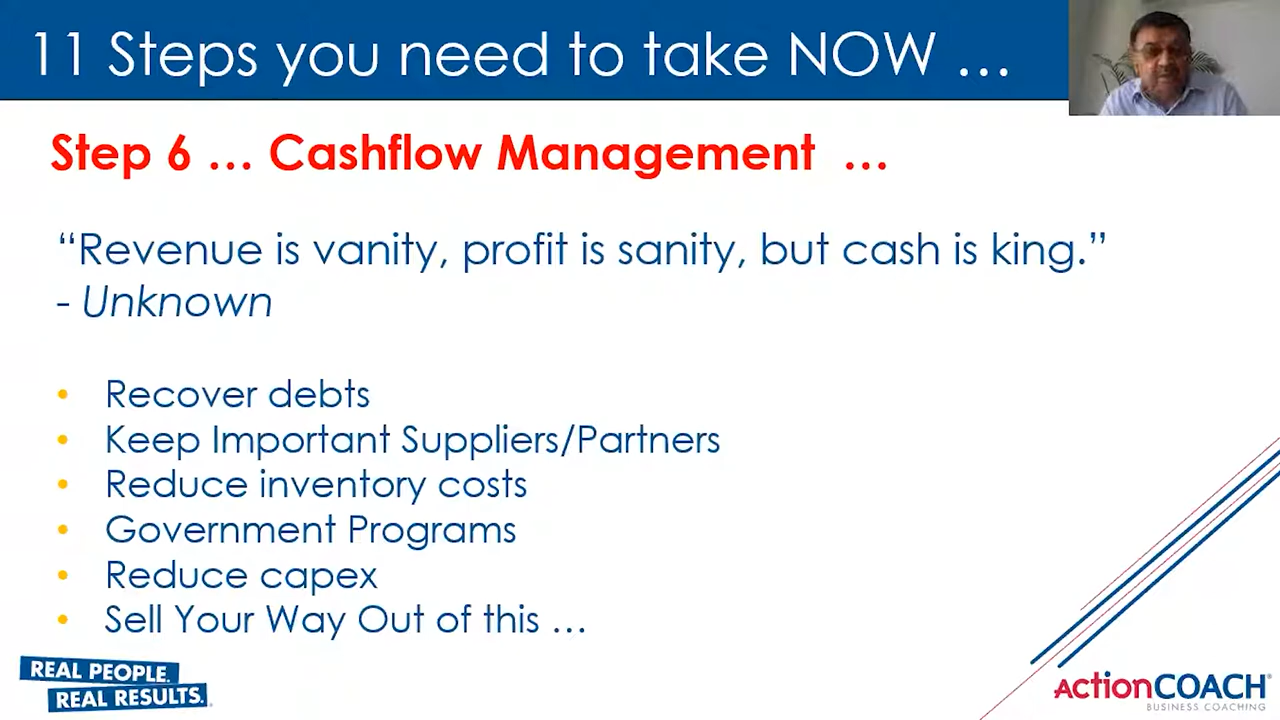 11 Steps you need to take NOW ...
Step 6 ... Cashflow Management ...
“Revenue is vanity, profit is sanity, but cash is king.”
- Unknown
• Recover debts
• Keep Important Suppliers/Partners
• Reduce inventory costs
• Government Programs
• Reduce capex
• Sell Your Way Out of this ...
REAL PEOPLE.
REAL RESULTS.
ActionCOACH
BUSINESS COACHING